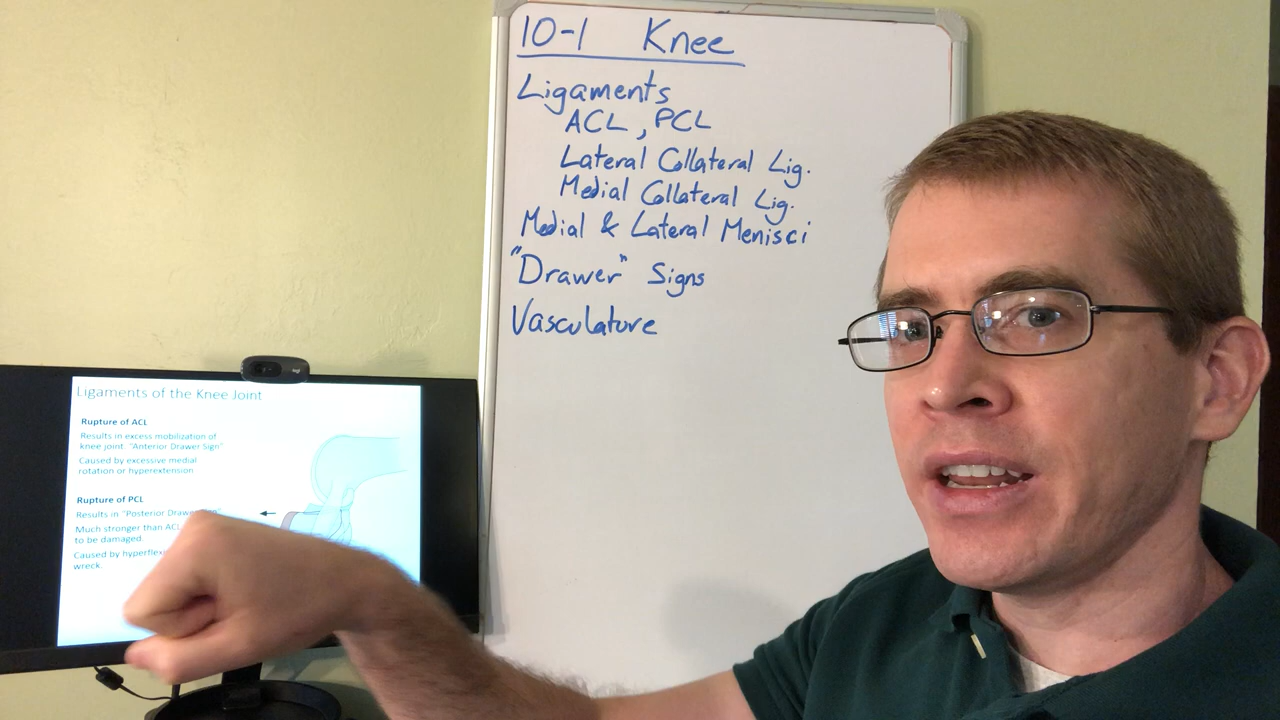 10-1 Knee
Ligaments
ACL, PCL
Lateral Collateral Lig.
Medial Collateral Lig.
Medial & Lateral Menisci
"Drawer" Signs
Vasculature
Ligaments of the Knee Joint
Rupture of ACL
Results in excess mobilization of
knee joint. "Anterior Drawer Sign"
Caused by excessive medial
rotation or hyperextension
Rupture of PCL
Results in "Posterior
Much stronger than ACL
to be damaged.
Caused by
wreck.